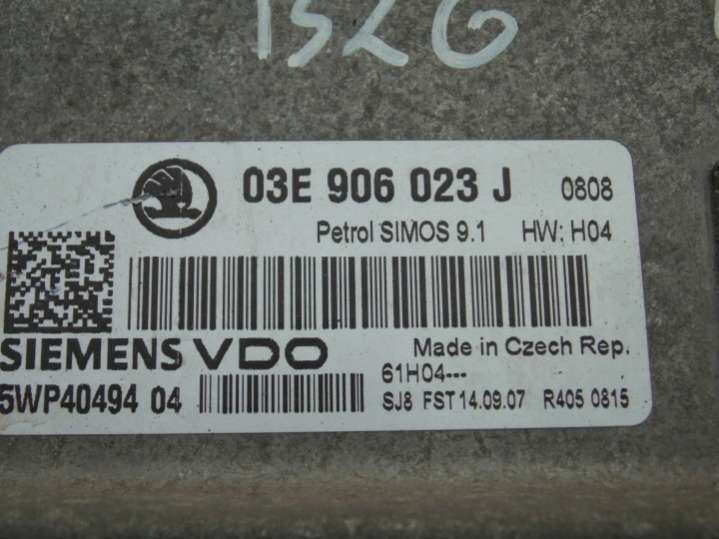 1526
03E 906 023 J 0808
Petrol SIMOS 9.1 HW: H04
SIEMENS VDO
Made in Czech Rep.
5WP40494 04
61H04---
SJ8 FST 14.09.07 R405 0815